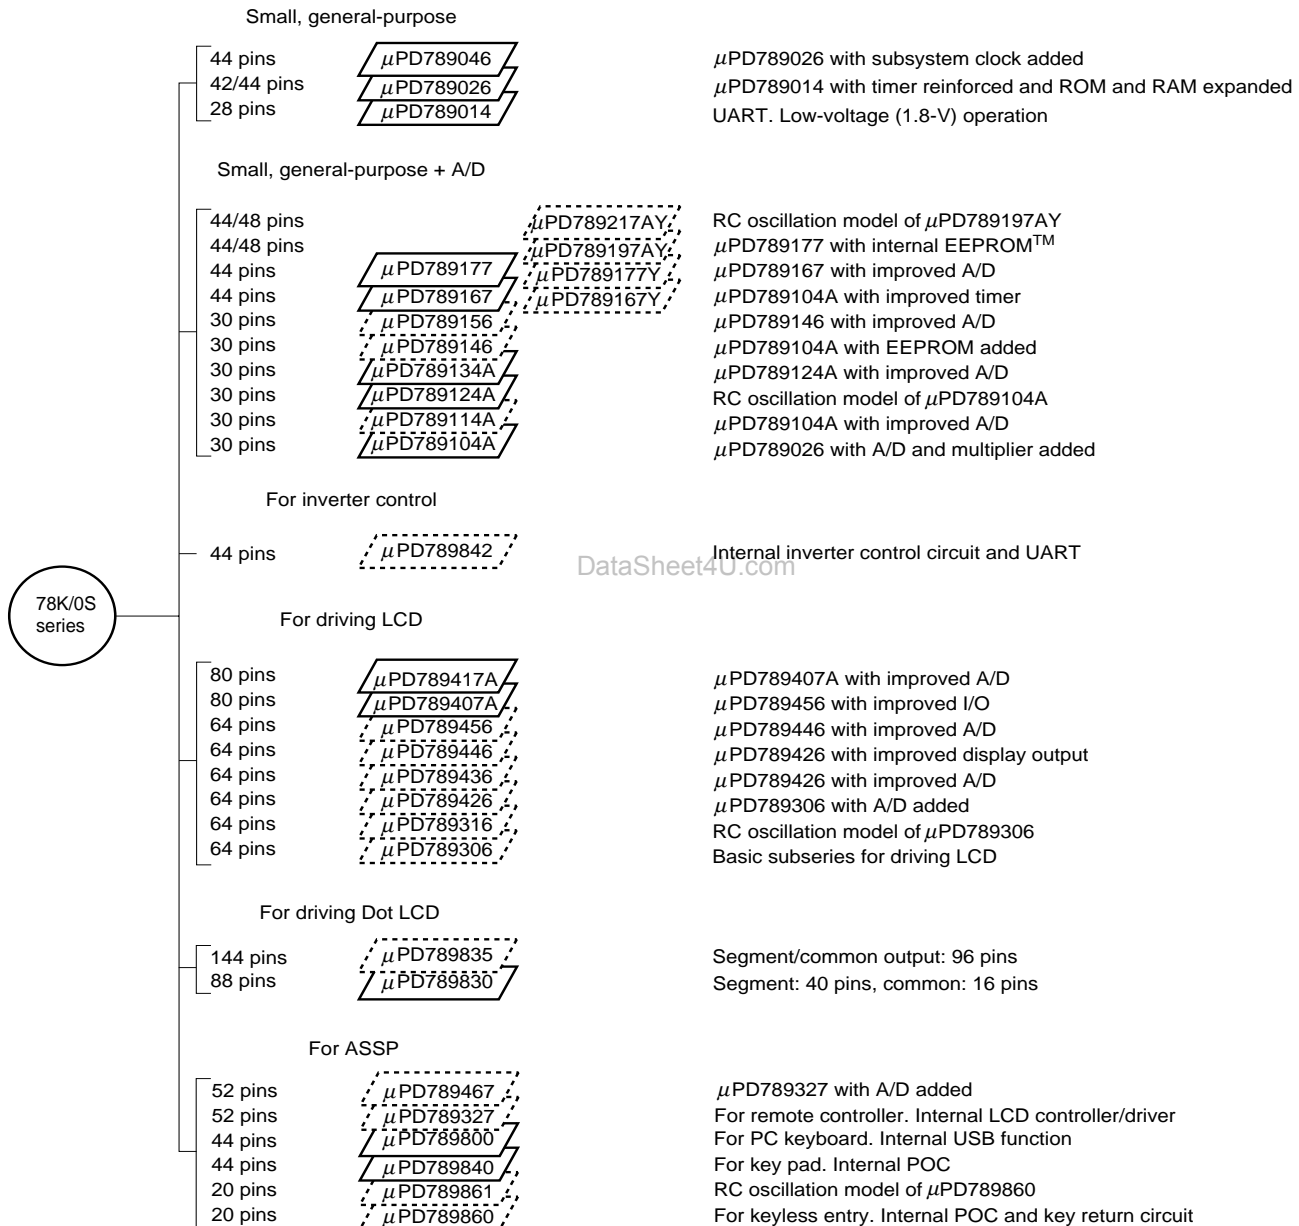 Small, general-purpose
44 pins μPD789046 μPD789026 with subsystem clock added
42/44 pins μPD789026 μPD789014 with timer reinforced and ROM and RAM expanded
28 pins μPD789014 UART. Low-voltage (1.8-V) operation
Small, general-purpose + A/D
44/48 pins μPD789217AY RC oscillation model of μPD789197AY
44/48 pins μPD789197AY μPD789177 with internal EEPROM™
44 pins μPD789177 μPD789177Y μPD789167 with improved A/D
44 pins μPD789167 μPD789167Y μPD789104A with improved timer
30 pins μPD789156 μPD789146 with improved A/D
30 pins μPD789146 μPD789104A with EEPROM added
30 pins μPD789134A μPD789124A with improved A/D
30 pins μPD789124A RC oscillation model of μPD789104A
30 pins μPD789114A μPD789104A with improved A/D
30 pins μPD789104A μPD789026 with A/D and multiplier added
For inverter control
44 pins μPD789842 Internal inverter control circuit and UART
DataSheet4U.com
78K/0S
series
For driving LCD
80 pins μPD789417A μPD789407A with improved A/D
80 pins μPD789407A μPD789456 with improved I/O
64 pins μPD789456 μPD789446 with improved A/D
64 pins μPD789446 μPD789426 with improved display output
64 pins μPD789436 μPD789426 with improved A/D
64 pins μPD789426 μPD789306 with A/D added
64 pins μPD789316 RC oscillation model of μPD789306
64 pins μPD789306 Basic subseries for driving LCD
For driving Dot LCD
144 pins μPD789835 Segment/common output: 96 pins
88 pins μPD789830 Segment: 40 pins, common: 16 pins
For ASSP
52 pins μPD789467 μPD789327 with A/D added
52 pins μPD789327 For remote controller. Internal LCD controller/driver
44 pins μPD789800 For PC keyboard. Internal USB function
44 pins μPD789840 For key pad. Internal POC
20 pins μPD789861 RC oscillation model of μPD789860
20 pins μPD789860 For keyless entry. Internal POC and key return circuit